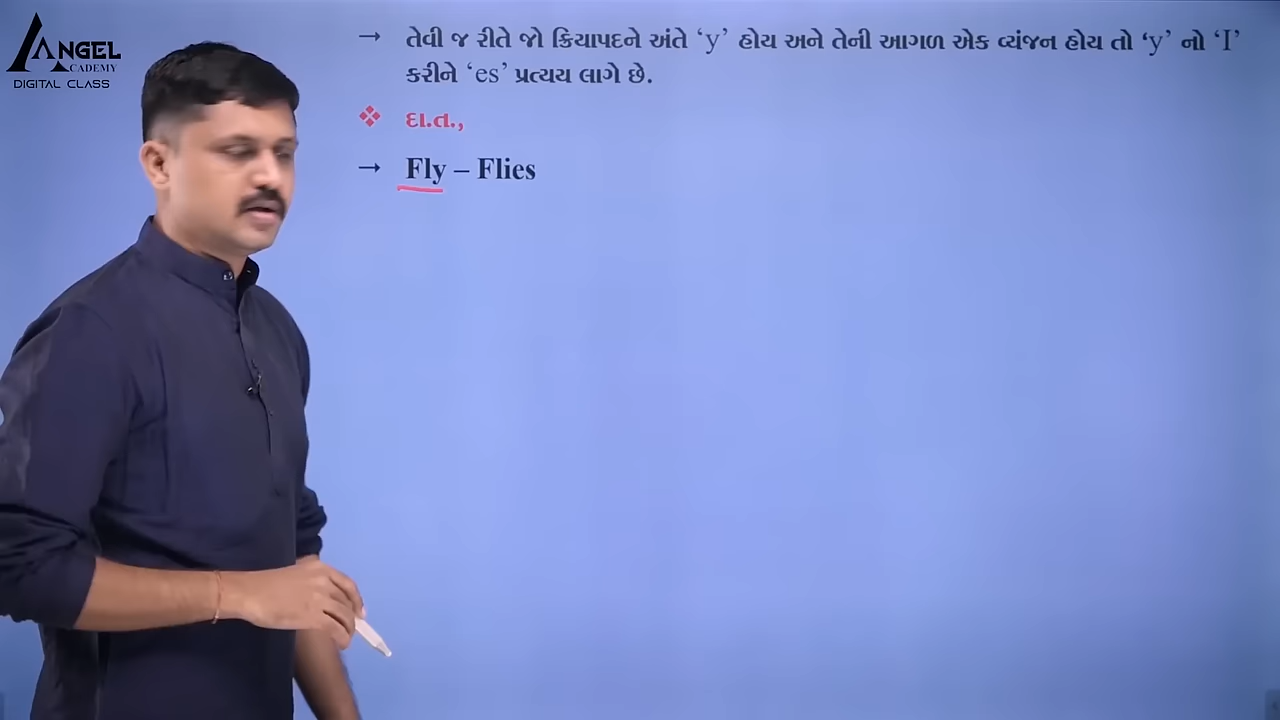 ANGEL
ACADEMY
DIGITAL CLASS
→ તેવી જ રીતે જો ક્રિયાપદને અંતે ‘y’ હોય અને તેની આગળ એક વ્યંજન હોય તો ‘y’ નો ‘I’
કરીને ‘es’ પ્રત્યય લાગે છે.
❖ દા.ત.,
→ Fly – Flies